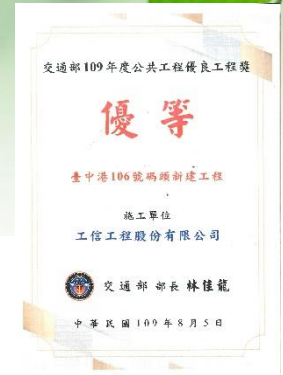 交通部109年度公共工程優良工程獎
優等
臺中港106號碼頭新建工程
施工單位
工信工程股份有限公司
交通部 部長 林佳龍
中華民國109年8月5日